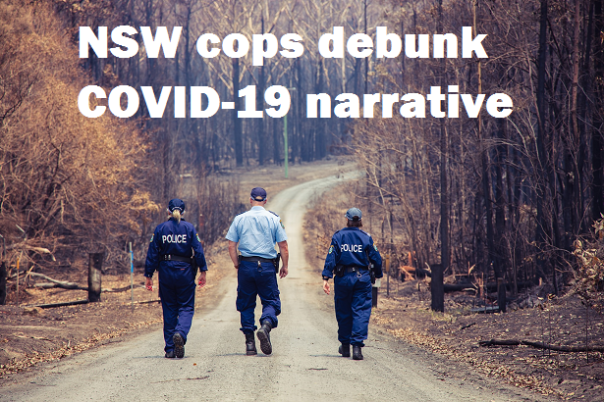 NSW cops debunk
COVID-19 narrative
POLICE
POLICE